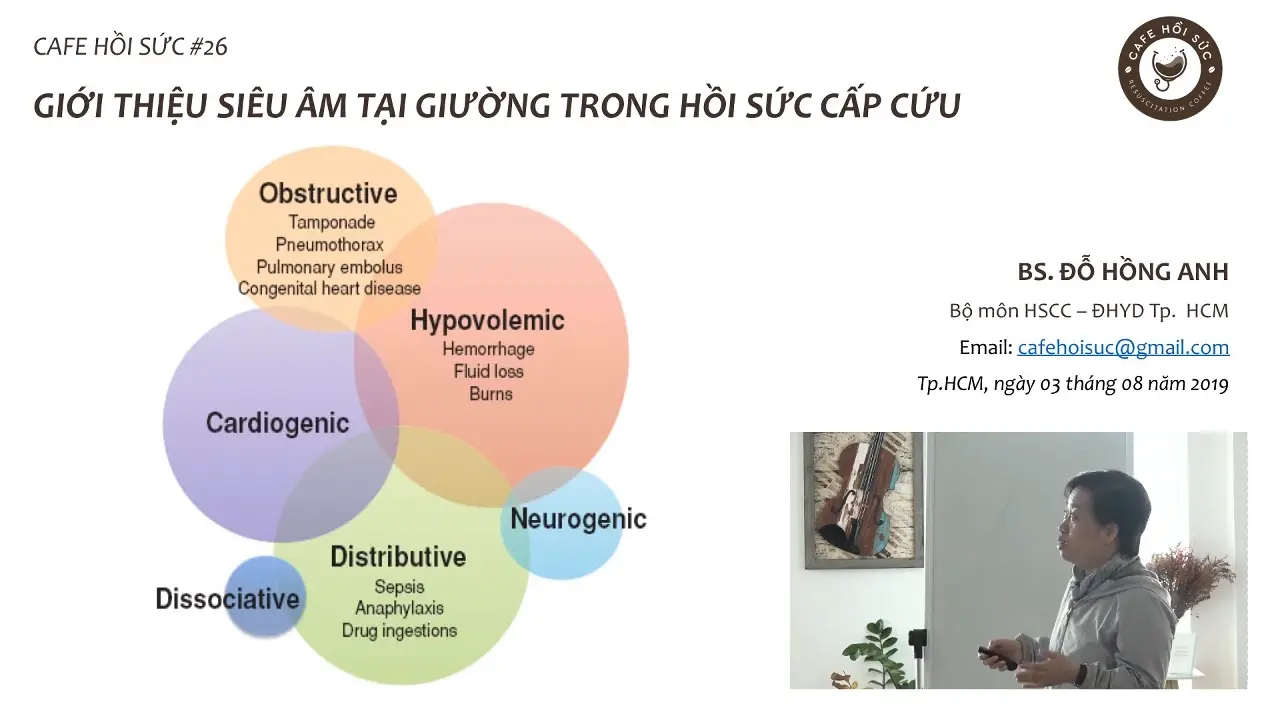 CAFE HỒI SỨC #26
GIỚI THIỆU SIÊU ÂM TẠI GIƯỜNG TRONG HỒI SỨC CẤP CỨU
CAFE HỒI SỨC
RESUSCITATION COFFEE
Obstructive
Tamponade
Pneumothorax
Pulmonary embolus
Congenital heart disease
Hypovolemic
Hemorrhage
Fluid loss
Burns
Cardiogenic
Neurogenic
Distributive
Sepsis
Anaphylaxis
Drug ingestions
Dissociative
BS. ĐỖ HỒNG ANH
Bộ môn HSCC – ĐHYD Tp. HCM
Email: cafehoisuc@gmail.com
Tp.HCM, ngày 03 tháng 08 năm 2019